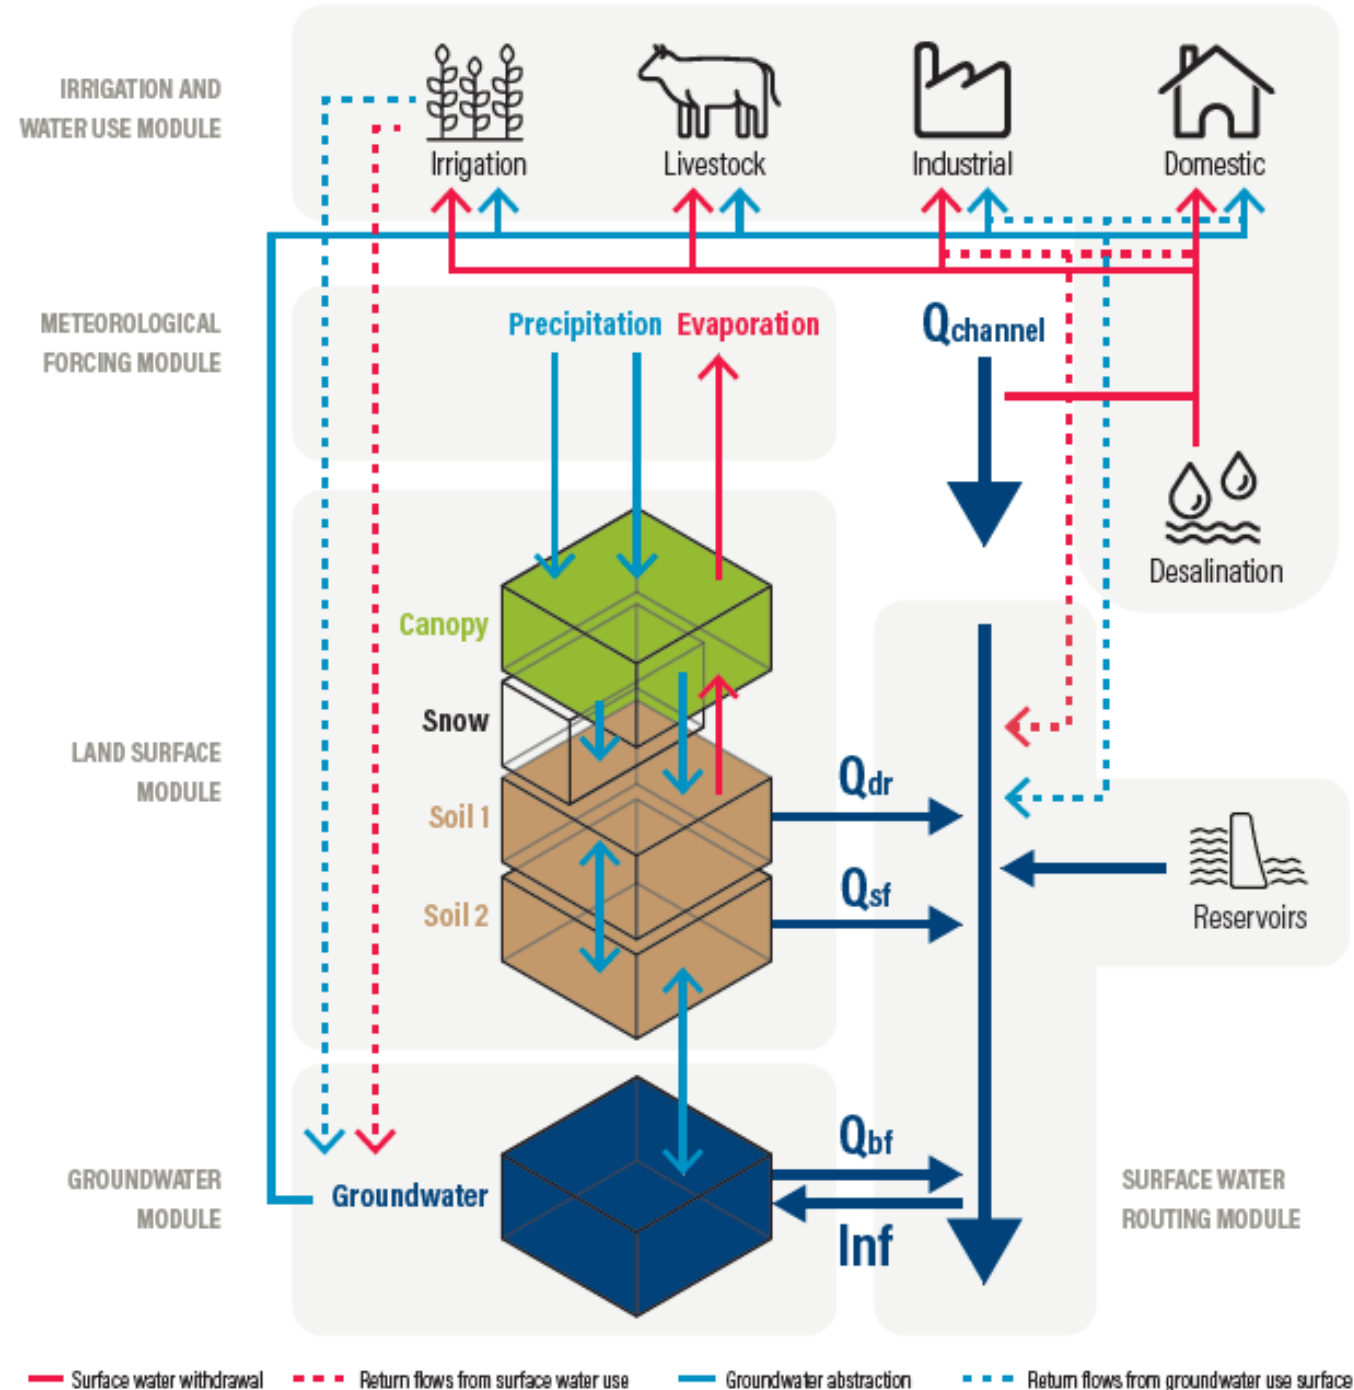 IRRIGATION AND
WATER USE MODULE
Irrigation
Livestock
Industrial
Domestic
METEOROLOGICAL
FORCING MODULE
Precipitation
Evaporation
Qchannel
Desalination
Canopy
Snow
LAND SURFACE
MODULE
Qdr
Soil 1
Qsf
Soil 2
Reservoirs
Qbf
GROUNDWATER
MODULE
Groundwater
SURFACE WATER
ROUTING MODULE
Inf
Surface water withdrawal
Return flows from surface water use
Groundwater abstraction
Return flows from groundwater use surface